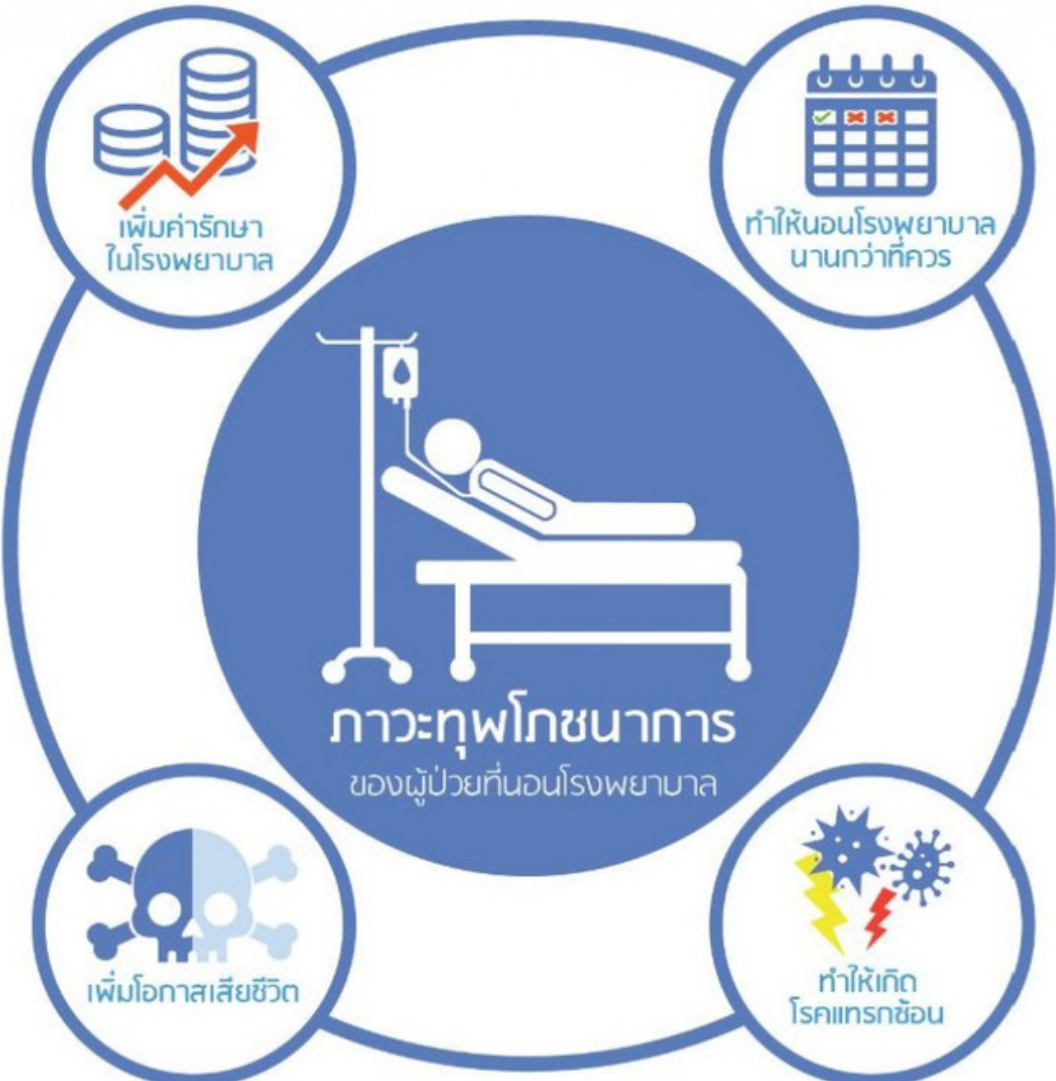 เพิ่มค่ารักษา
ในโรงพยาบาล
ทำให้นอนโรงพยาบาล
นานกว่าที่ควร
ภาวะทุพโภชนาการ
ของผู้ป่วยที่นอนโรงพยาบาล
เพิ่มโอกาสเสียชีวิต
ทำให้เกิด
โรคแทรกซ้อน